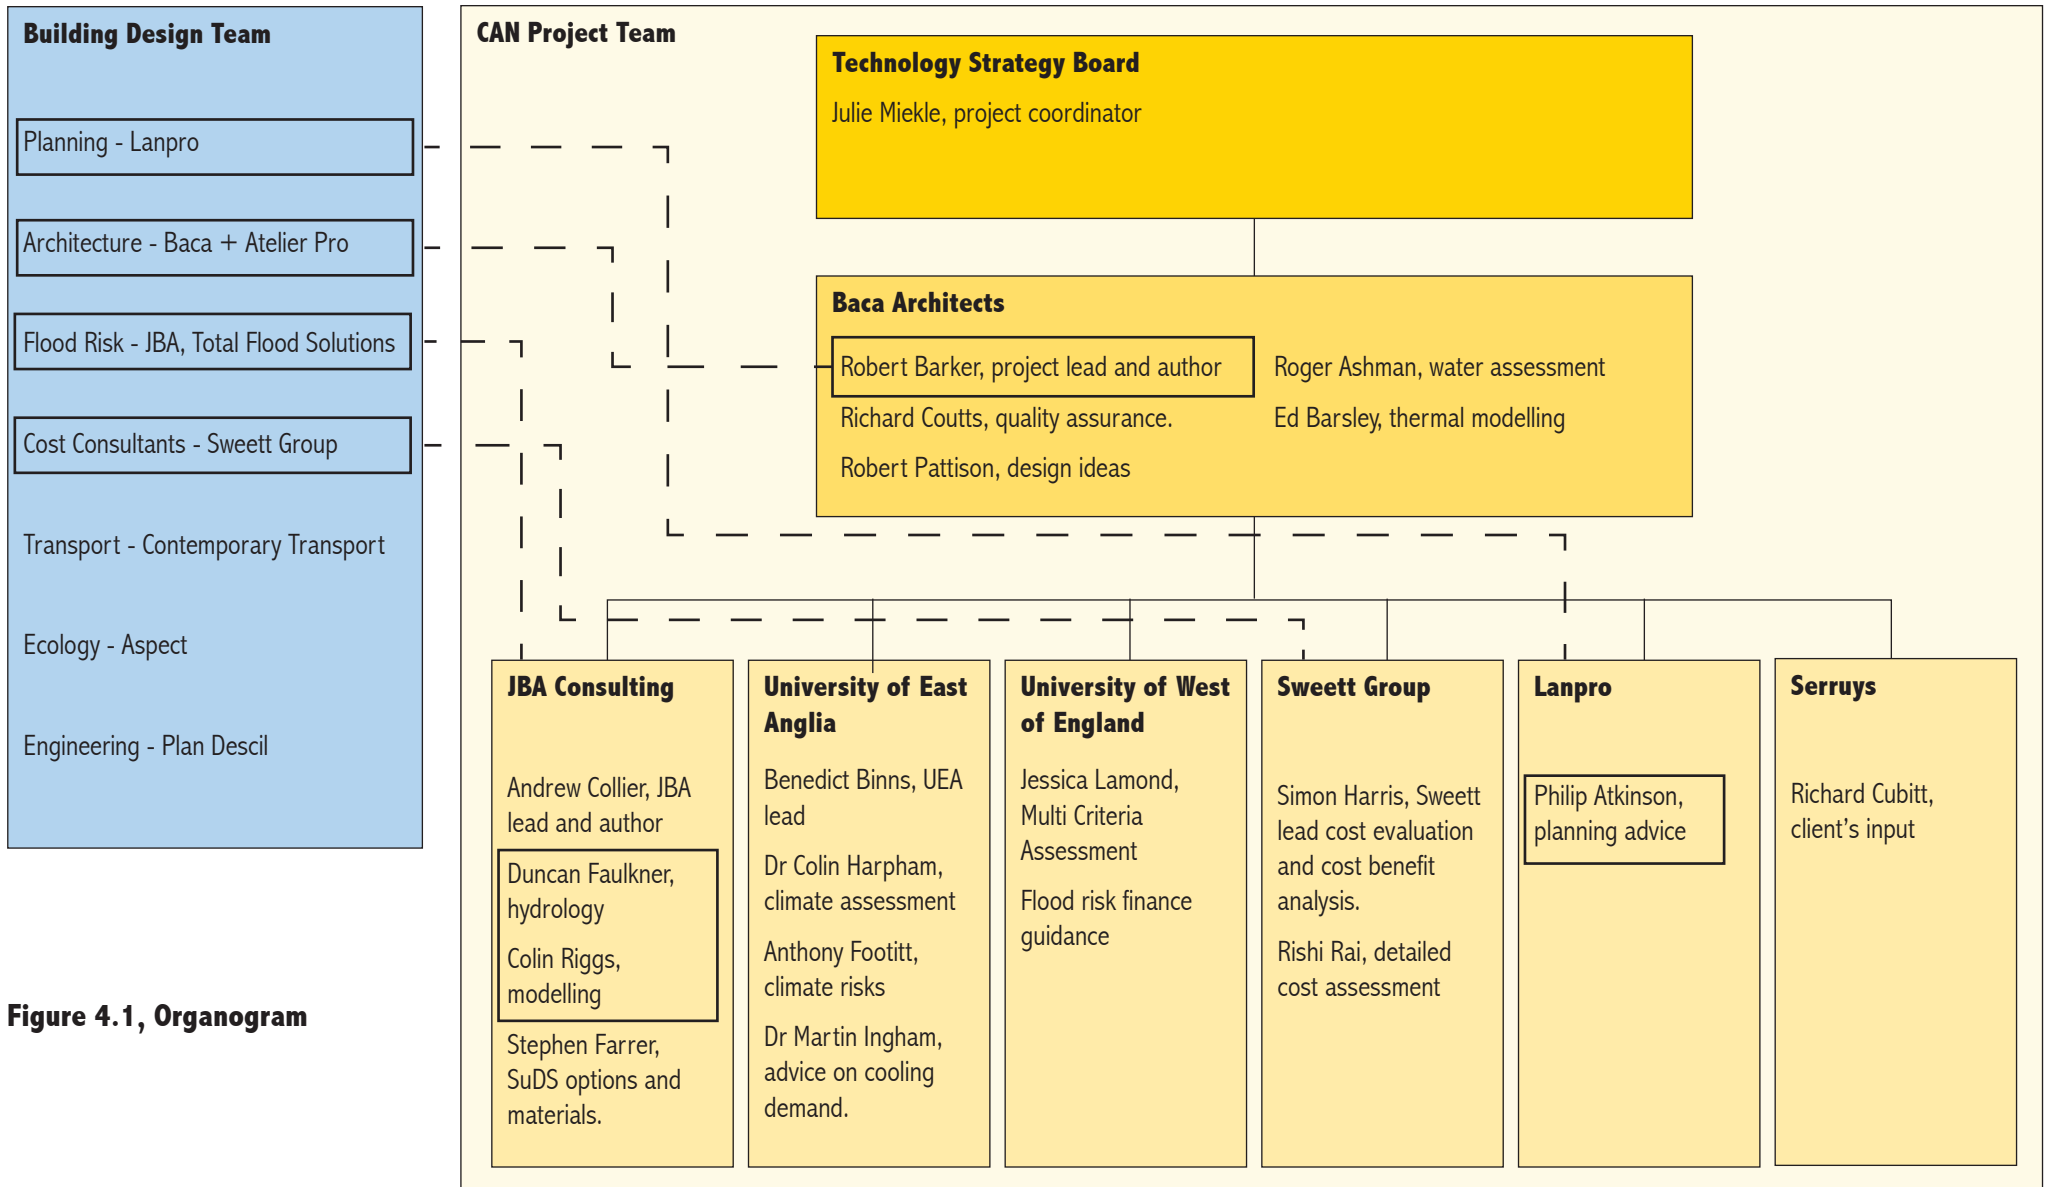 Building Design Team
Planning - Lanpro
Architecture - Baca + Atelier Pro
Flood Risk - JBA, Total Flood Solutions
Cost Consultants - Sweett Group
Transport - Contemporary Transport
Ecology - Aspect
Engineering - Plan Descil
CAN Project Team
Technology Strategy Board
Julie Miekle, project coordinator
Baca Architects
Robert Barker, project lead and author
Richard Coutts, quality assurance.
Robert Pattison, design ideas
Roger Ashman, water assessment
Ed Barsley, thermal modelling
JBA Consulting
Andrew Collier, JBA
lead and author
Duncan Faulkner,
hydrology
Colin Riggs,
modelling
Stephen Farrer,
SuDS options and
materials.
University of East
Anglia
Benedict Binns, UEA
lead
Dr Colin Harpham,
climate assessment
Anthony Footitt,
climate risks
Dr Martin Ingham,
advice on cooling
demand.
University of West
of England
Jessica Lamond,
Multi Criteria
Assessment
Flood risk finance
guidance
Sweett Group
Simon Harris, Sweett
lead cost evaluation
and cost benefit
analysis.
Rishi Rai, detailed
cost assessment
Lanpro
Philip Atkinson,
planning advice
Serruys
Richard Cubitt,
client's input
Figure 4.1, Organogram